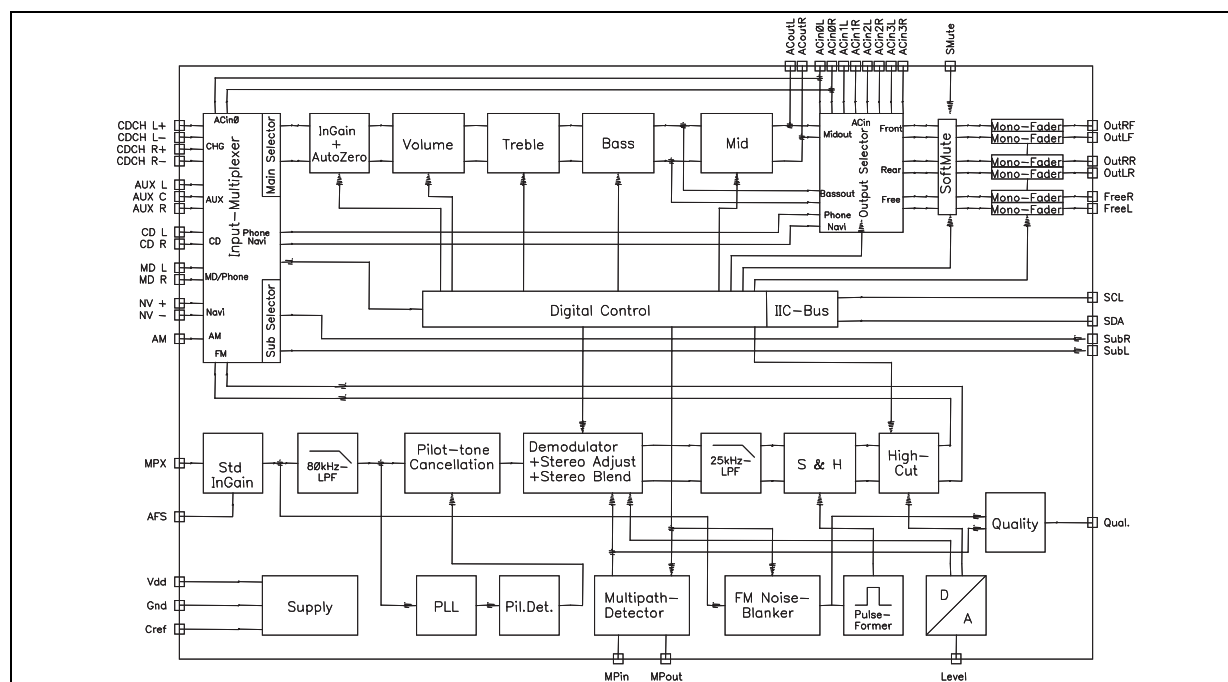 ACoutL
ACoutR
ACin0L
ACin0R
ACin1L
ACin1R
ACin2L
ACin2R
ACin3L
ACin3R
SMute
CDCH L+
CDCH L-
CDCH R+
CDCH R-
AUX L
AUX C
AUX R
CD L
CD R
MD L
MD R
NV +
NV -
AM
ACin0
CHG
AUX
CD
MD/Phone
Navi
AM
FM
Input-Multiplexer
Main Selector
Phone
Navi
Sub Selector
InGain
+
AutoZero
Volume
Treble
Bass
Mid
ACin
Midout
Bassout
Phone
Navi
Output Selector
Front
Rear
Free
SoftMute
Mono-Fader
Mono-Fader
Mono-Fader
Mono-Fader
Mono-Fader
Mono-Fader
OutRF
OutLF
OutRR
OutLR
FreeR
FreeL
Digital Control
IIC-Bus
SCL
SDA
SubR
SubL
MPX
AFS
Std
InGain
80kHz-
LPF
Pilot-tone
Cancellation
Demodulator
+Stereo Adjust
+Stereo Blend
25kHz-
LPF
S & H
High-
Cut
Quality
Qual.
Vdd
Gnd
Cref
Supply
PLL
Pil.Det.
Multipath-
Detector
FM Noise-
Blanker
Pulse-
Former
D
A
MPin
MPout
Level